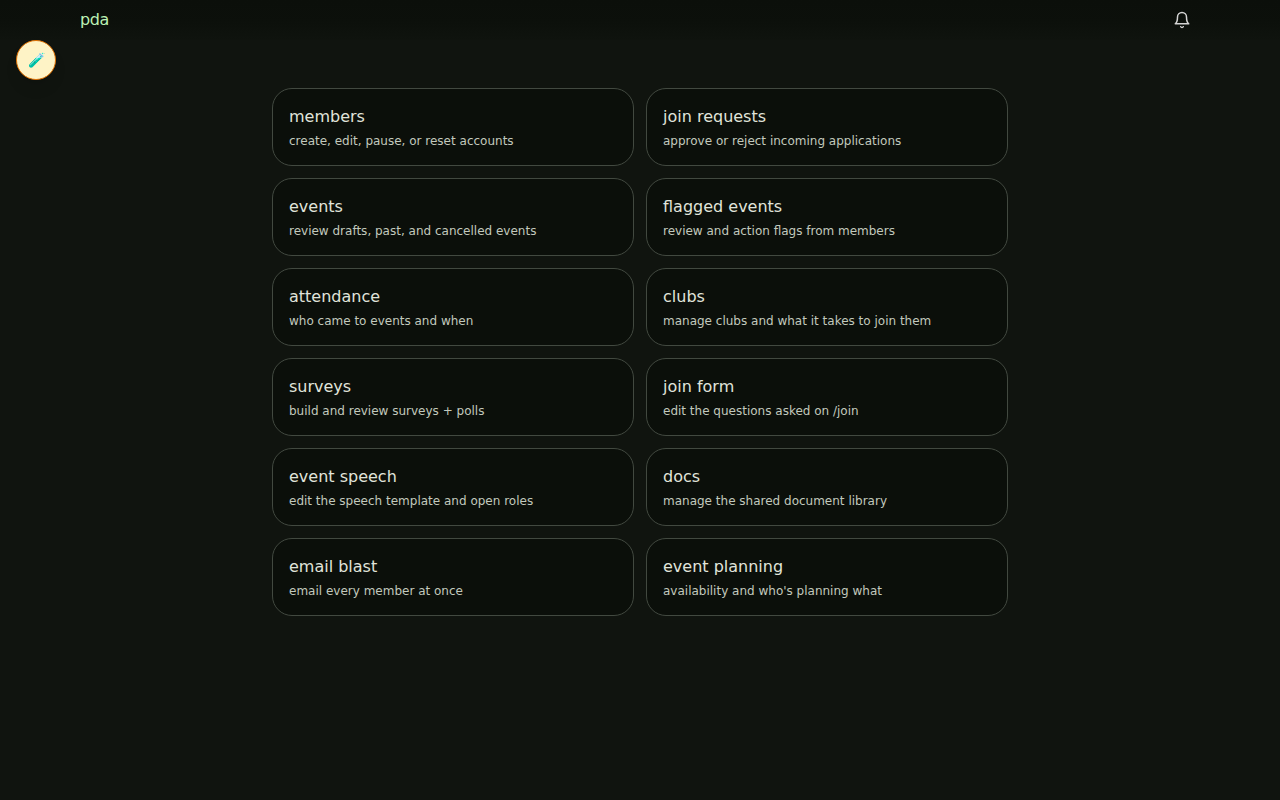 pda
members
create, edit, pause, or reset accounts
join requests
approve or reject incoming applications
events
review drafts, past, and cancelled events
flagged events
review and action flags from members
attendance
who came to events and when
clubs
manage clubs and what it takes to join them
surveys
build and review surveys + polls
join form
edit the questions asked on /join
event speech
edit the speech template and open roles
docs
manage the shared document library
email blast
email every member at once
event planning
availability and who's planning what